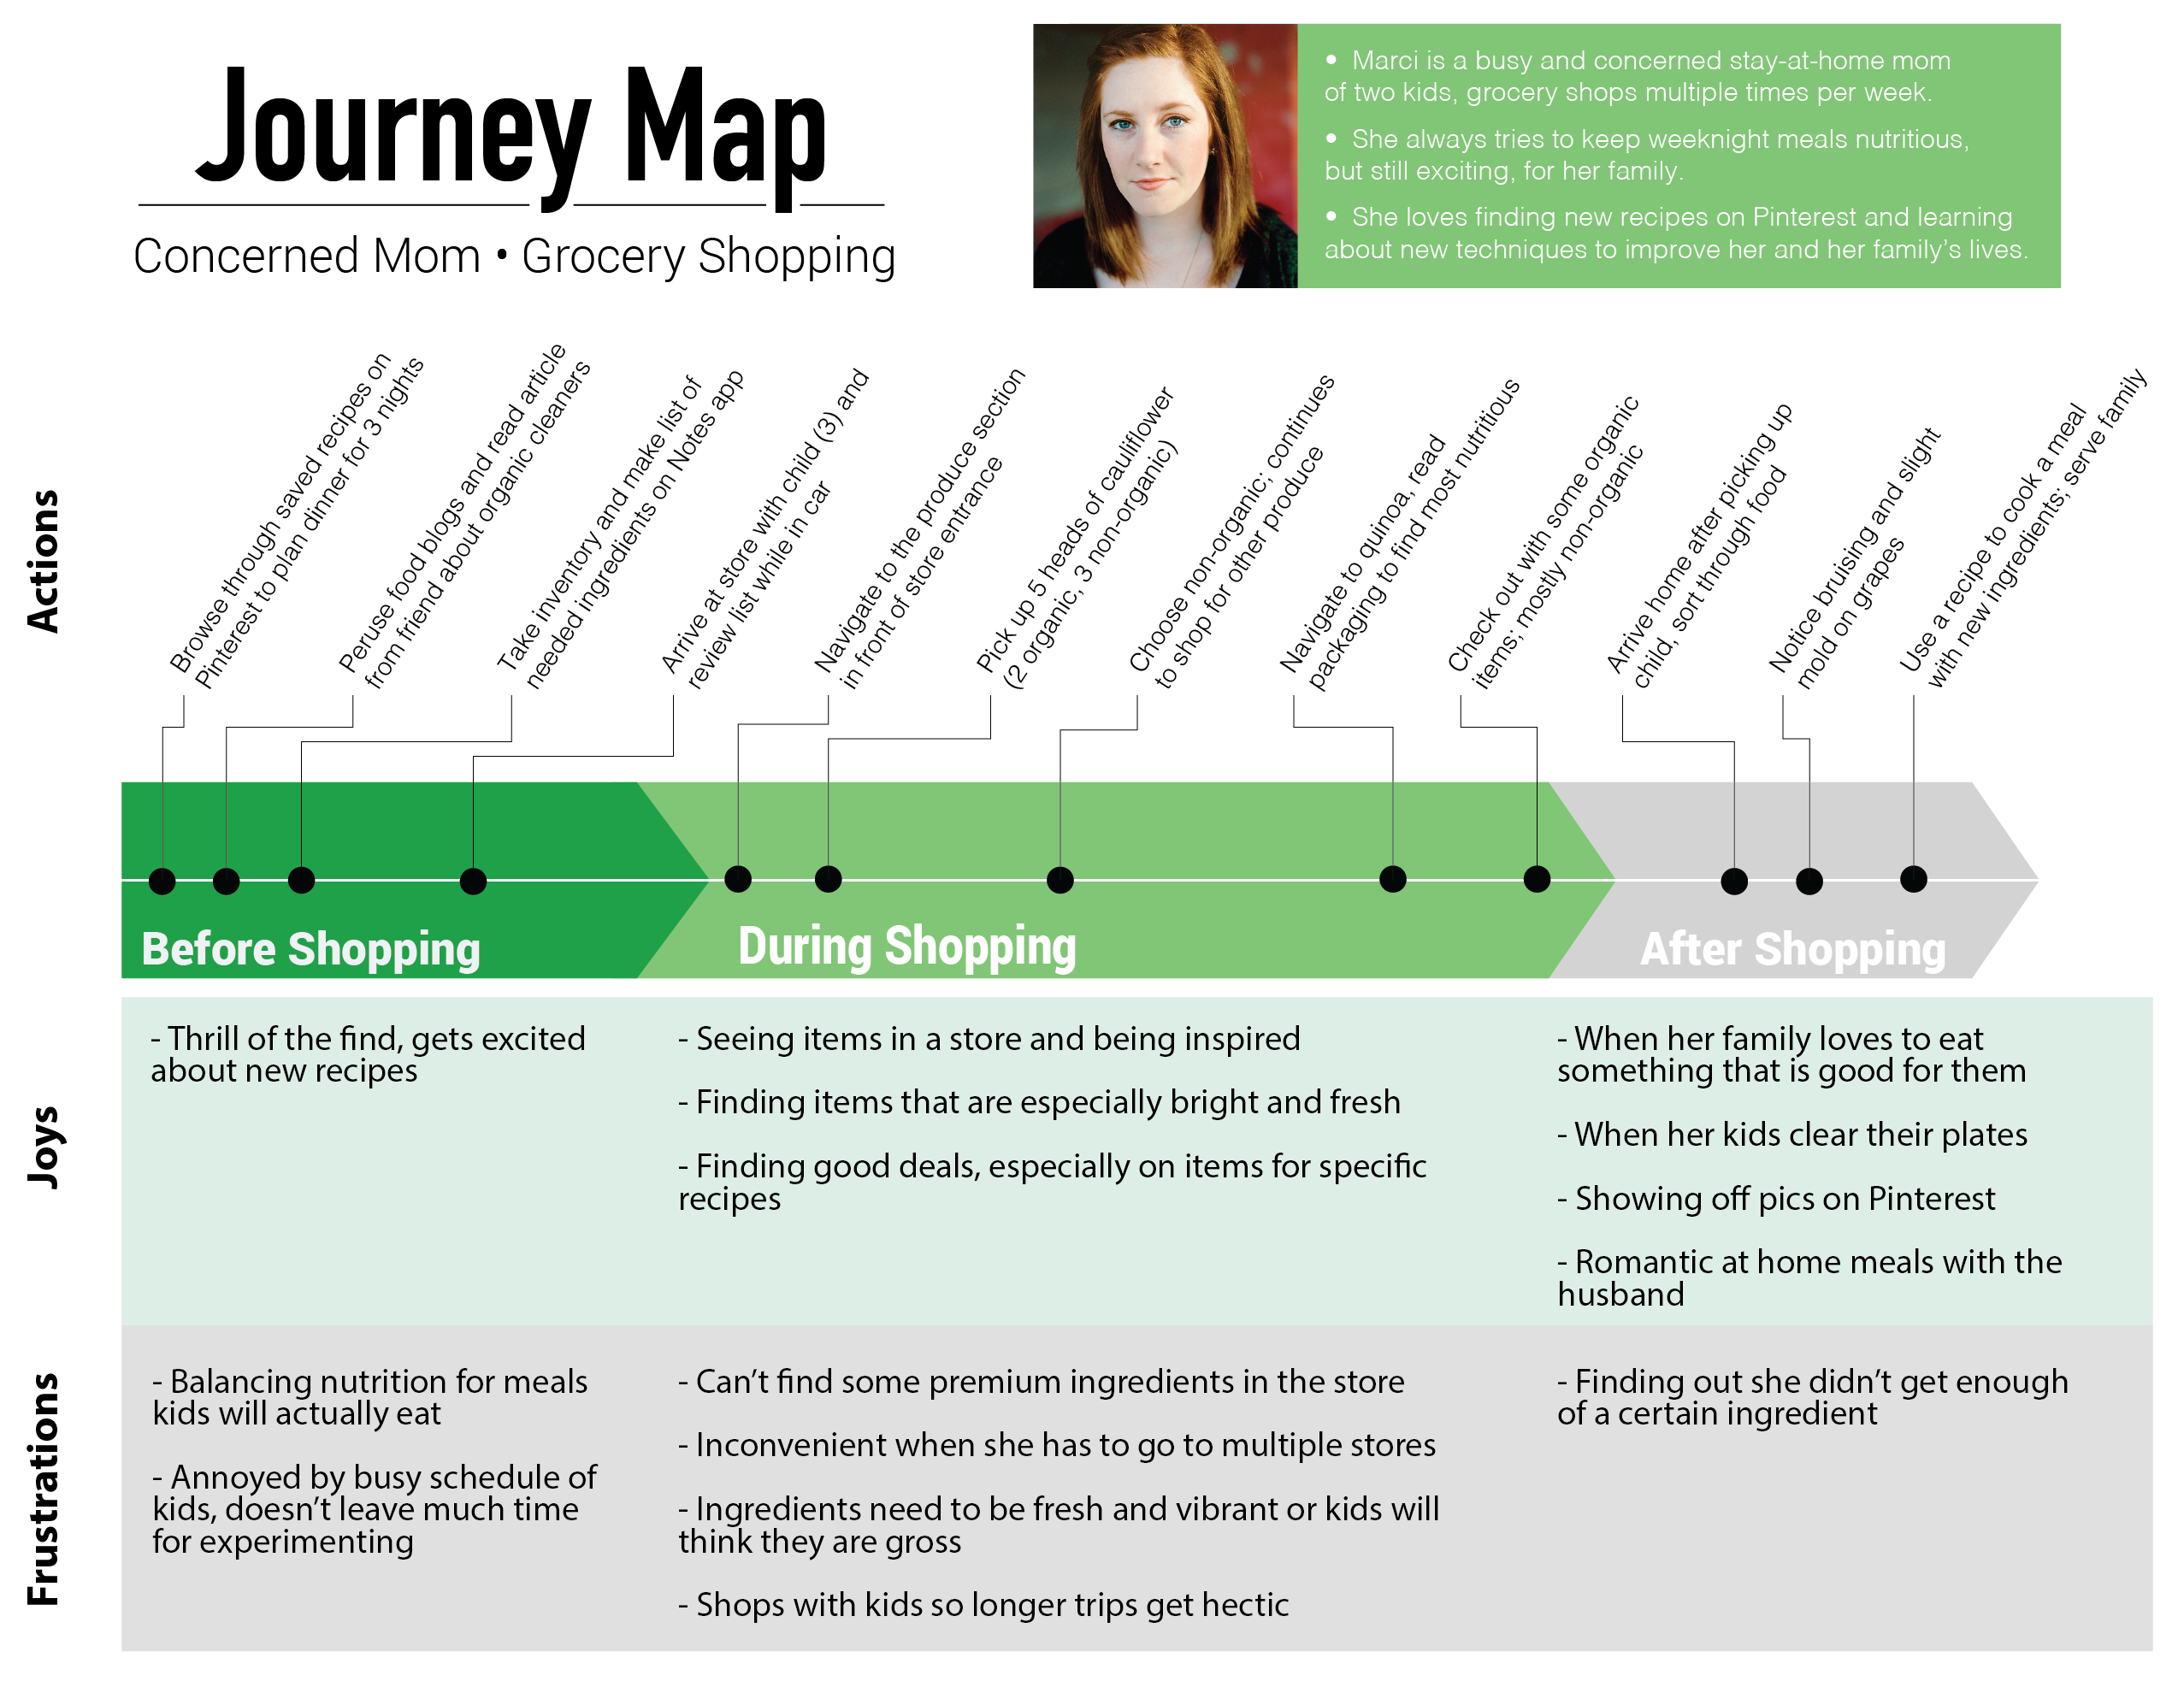 Journey Map
Concerned Mom • Grocery Shopping
• Marci is a busy and concerned stay-at-home mom
of two kids, grocery shops multiple times per week.
• She always tries to keep weeknight meals nutritious,
but still exciting, for her family.
• She loves finding new recipes on Pinterest and learning
about new techniques to improve her and her family's lives.
Actions
Browse through saved recipes on
Pinterest to plan dinner for 3 nights
Peruse food blogs and read article
from friend about organic cleaners
Take inventory and make list of
needed ingredients on Notes app
Arrive at store with child (3) and
review list while in car
Navigate to the produce section
in front of store entrance
Pick up 5 heads of cauliflower
(2 organic, 3 non-organic)
Choose non-organic; continues
to shop for other produce
Navigate to quinoa, read
packaging to find most nutritious
Check out with some organic
items; mostly non-organic
Arrive home after picking up
child, sort through food
Notice bruising and slight
mold on grapes
Use a recipe to cook a meal
with new ingredients; serve family
Before Shopping
During Shopping
After Shopping
Joys
- Thrill of the find, gets excited
about new recipes
- Seeing items in a store and being inspired
- Finding items that are especially bright and fresh
- Finding good deals, especially on items for specific
recipes
- When her family loves to eat
something that is good for them
- When her kids clear their plates
- Showing off pics on Pinterest
- Romantic at home meals with the
husband
Frustrations
- Balancing nutrition for meals
kids will actually eat
- Annoyed by busy schedule of
kids, doesn't leave much time
for experimenting
- Can't find some premium ingredients in the store
- Inconvenient when she has to go to multiple stores
- Ingredients need to be fresh and vibrant or kids will
think they are gross
- Shops with kids so longer trips get hectic
- Finding out she didn't get enough
of a certain ingredient